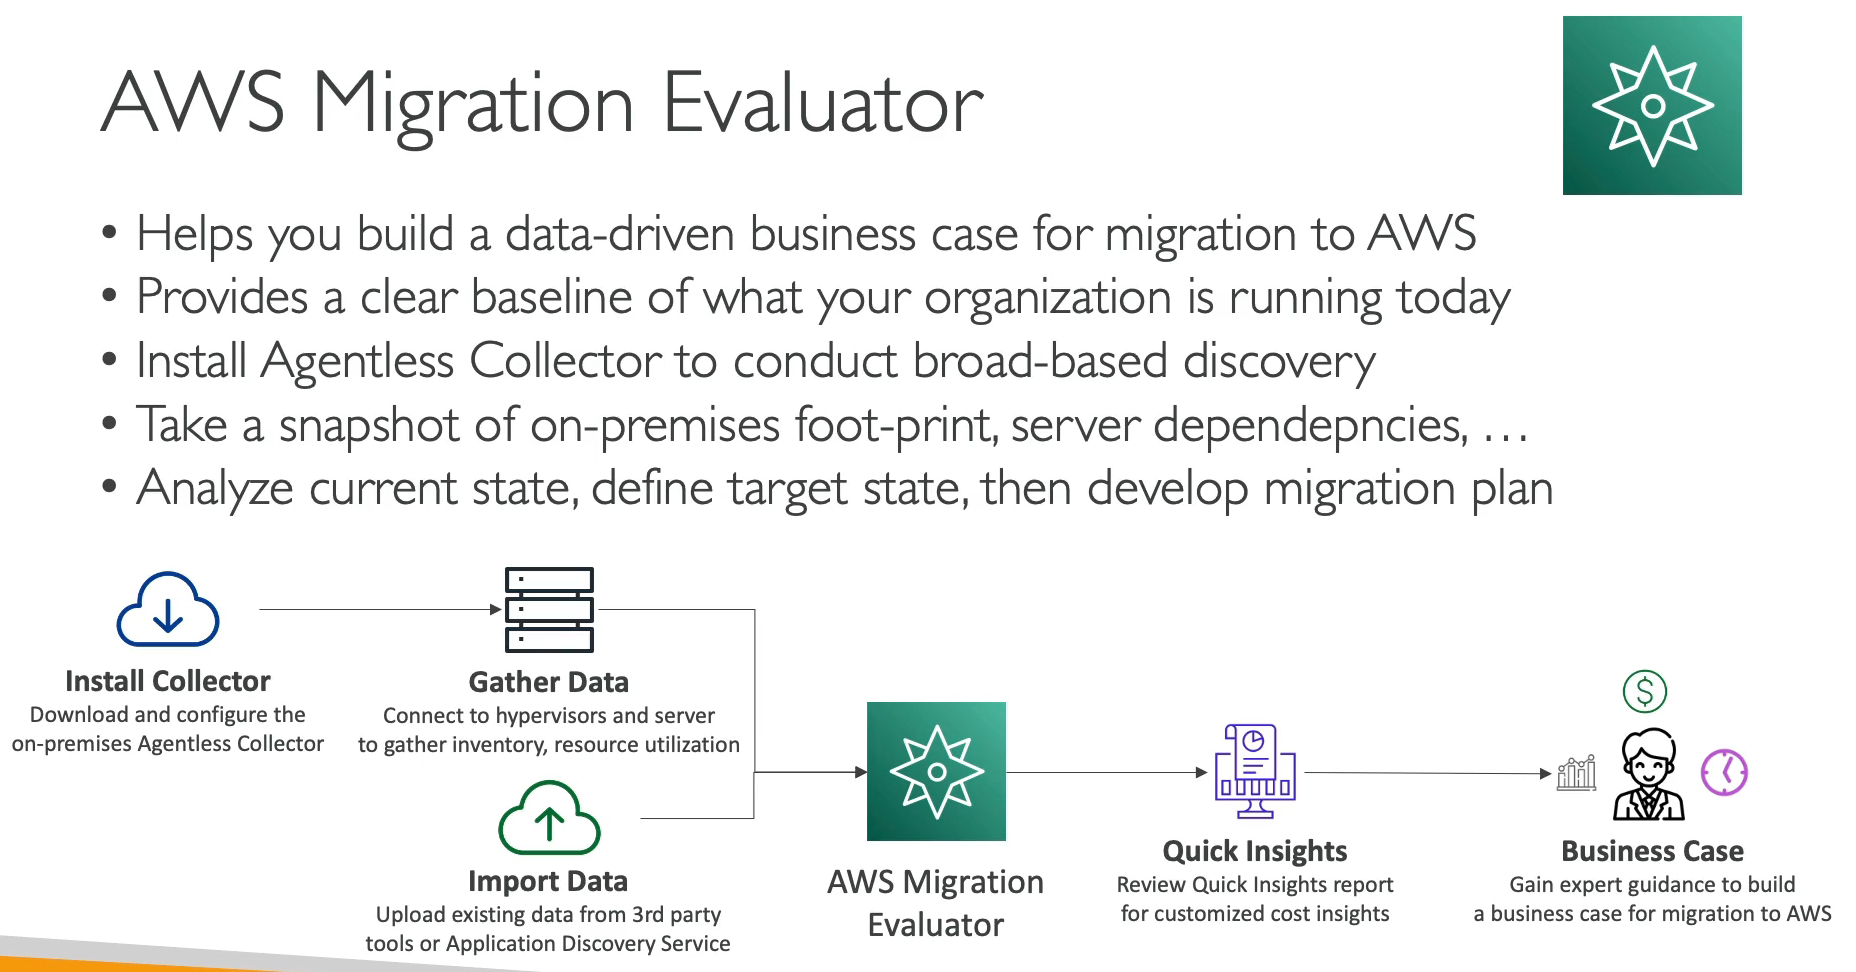 AWS Migration Evaluator
• Helps you build a data-driven business case for migration to AWS
• Provides a clear baseline of what your organization is running today
• Install Agentless Collector to conduct broad-based discovery
• Take a snapshot of on-premises foot-print, server dependepncies, …
• Analyze current state, define target state, then develop migration plan
Install Collector
Download and configure the
on-premises Agentless Collector
Gather Data
Connect to hypervisors and server
to gather inventory, resource utilization
Import Data
Upload existing data from 3rd party
tools or Application Discovery Service
AWS Migration
Evaluator
Quick Insights
Review Quick Insights report
for customized cost insights
$
Business Case
Gain expert guidance to build
a business case for migration to AWS